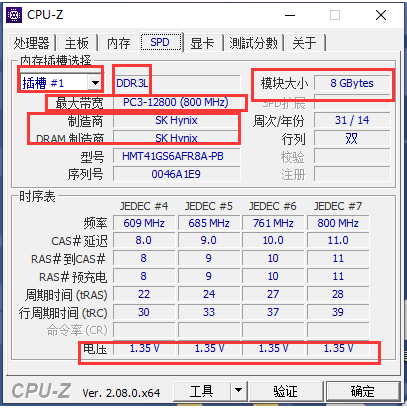 CPU-Z
处理器 主板 内存 SPD 显卡 測試分數 关于
内存插槽选择
插槽 #1 DDR3L 模块大小 8 GBytes
最大带宽 PC3-12800 (800 MHz) SPD扩展
制造商 SK Hynix 周次/年份 31 / 14
DRAM 制造商 SK Hynix 行列 双
型号 HMT41GS6AFR8A-PB 校验
序列号 0046A1E9 注册
时序表
JEDEC #4 JEDEC #5 JEDEC #6 JEDEC #7
频率 609 MHz 685 MHz 761 MHz 800 MHz
CAS# 延迟 8.0 9.0 10.0 11.0
RAS# 到CAS# 8 9 10 11
RAS# 预充电 8 9 10 11
周期时间 (tRAS) 22 24 27 28
行周期时间 (tRC) 30 33 37 39
命令率 (CR)
电压 1.35 V 1.35 V 1.35 V 1.35 V
CPU-Z Ver. 2.08.0.x64 工具 验证 确定